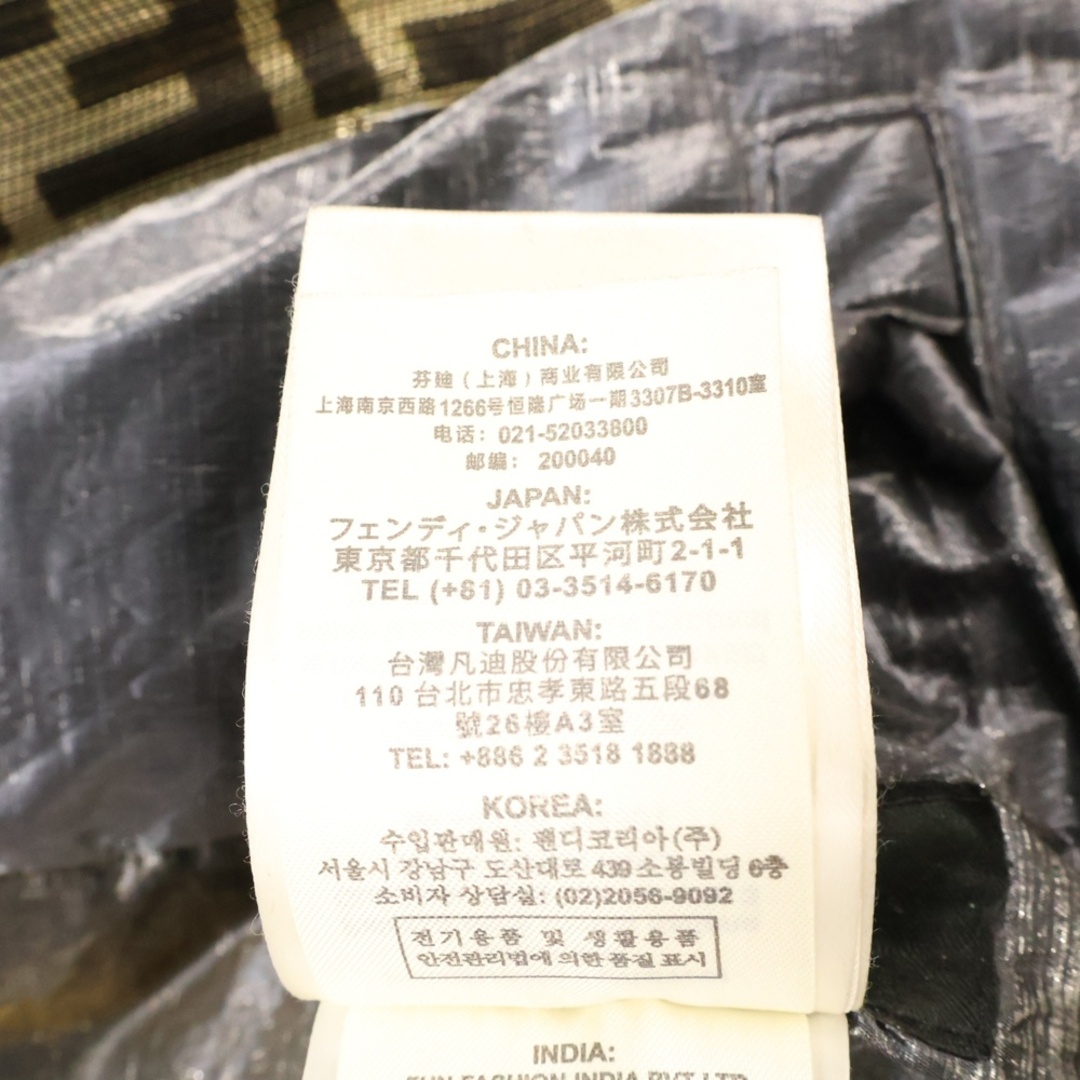 CHINA:
芬迪（上海）商业有限公司
上海南京西路1266号恒隆广场一期3307B-3310室
电话：021-52033800
邮编： 200040
JAPAN:
フェンディ・ジャパン株式会社
東京都千代田区平河町2-1-1
TEL (+81) 03-3514-6170
TAIWAN:
台灣凡迪股份有限公司
110 台北市忠孝東路五段68
號26樓A3室
TEL: +886 2 3518 1888
KOREA:
수입판매원: 팬디코리아(주)
서울시 강남구 도산대로 439 소봉빌딩 6층
소비자 상담실: (02)2056-9092
전기용품 및 생활용품
안전관리법에 의한 품질표시
INDIA:
FUN FASHION INDIA PVT LTD